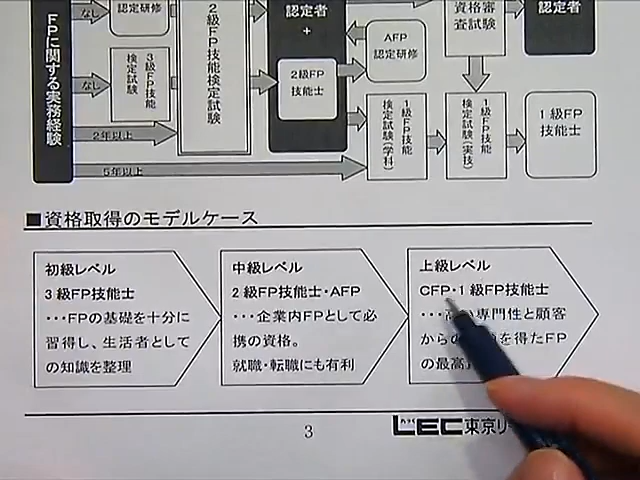 なし
認定研修
2級FP技能検定試験
認定者
+
2級FP
技能士
AFP
認定研修
資格審
査試験
認定者
FPに関する実務経験
なし
3級FP技能
検定試験
2年以上
5年以上
1級FP技能
検定試験(学科)
1級FP技能
検定試験(実技)
1級FP
技能士
■資格取得のモデルケース
初級レベル
3級FP技能士
・・・FPの基礎を十分に
習得し、生活者として
の知識を整理
中級レベル
2級FP技能士・AFP
・・・企業内FPとして必
携の資格。
就職・転職にも有利
上級レベル
CFP・1級FP技能士
・・・高い専門性と顧客
からの を得たFP
の最高
3
LEC東京リー